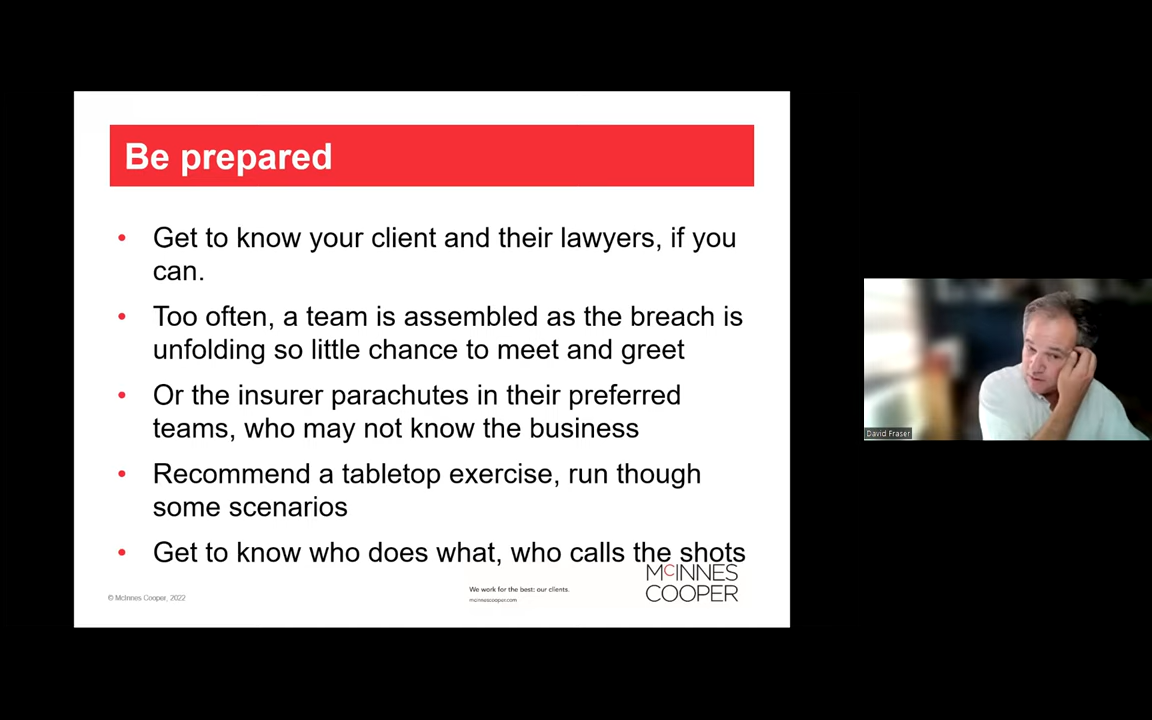 Be prepared
• Get to know your client and their lawyers, if you
can.
• Too often, a team is assembled as the breach is
unfolding so little chance to meet and greet
• Or the insurer parachutes in their preferred
teams, who may not know the business
• Recommend a tabletop exercise, run though
some scenarios
• Get to know who does what, who calls the shots
McINNES
COOPER
We work for the best: our clients.
mcinnescooper.com
© McInnes Cooper, 2022
David Fraser